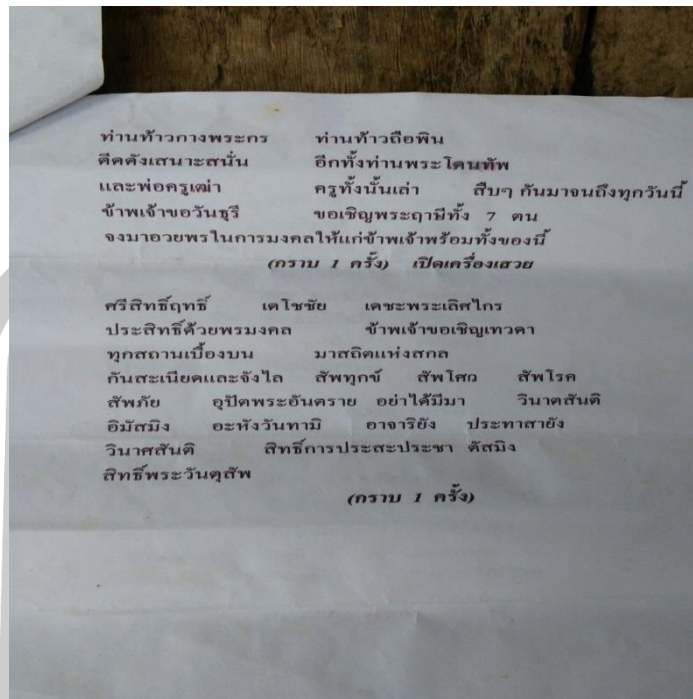 ท่านท้าวกางพระกร ท่านท้าวถือพิน
ดีดดังเสนาะสนั่น อีกทั้งท่านพระโตนทัพ
และพ่อครูเฒ่า ครูทั้งนั้นเล่า สืบๆ กันมาจนถึงทุกวันนี้
ข้าพเจ้าขอวันชุรี ขอเชิญพระฤาษีทั้ง 7 ตน
จงมาอวยพรในการมงคลให้แก่ข้าพเจ้าพร้อมทั้งของนี้
(กราบ 1 ครั้ง) เปิดเครื่องเสวย
ศรีสิทธิ์ฤทธิ์ เตโชชัย เดชะพระเลิศไกร
ประสิทธิ์ด้วยพรมงคล ข้าพเจ้าขอเชิญเทวดา
ทุกสถานเบื้องบน มาสถิตแห่งสกล
กันสะเนียดและจังไล สัพทุกข์ สัพโศว สัพโรค
สัพภัย อุปัตพระอันตราย อย่าได้มีมา วินาตสันติ
อิมัสมิง อะหังวันทามิ อาจาริยัง ประทาสายัง
วินาศสันติ สิทธิ์การประสะประชา ตัสมิง
สิทธิ์พระวันตุสัพ
(กราบ 1 ครั้ง)